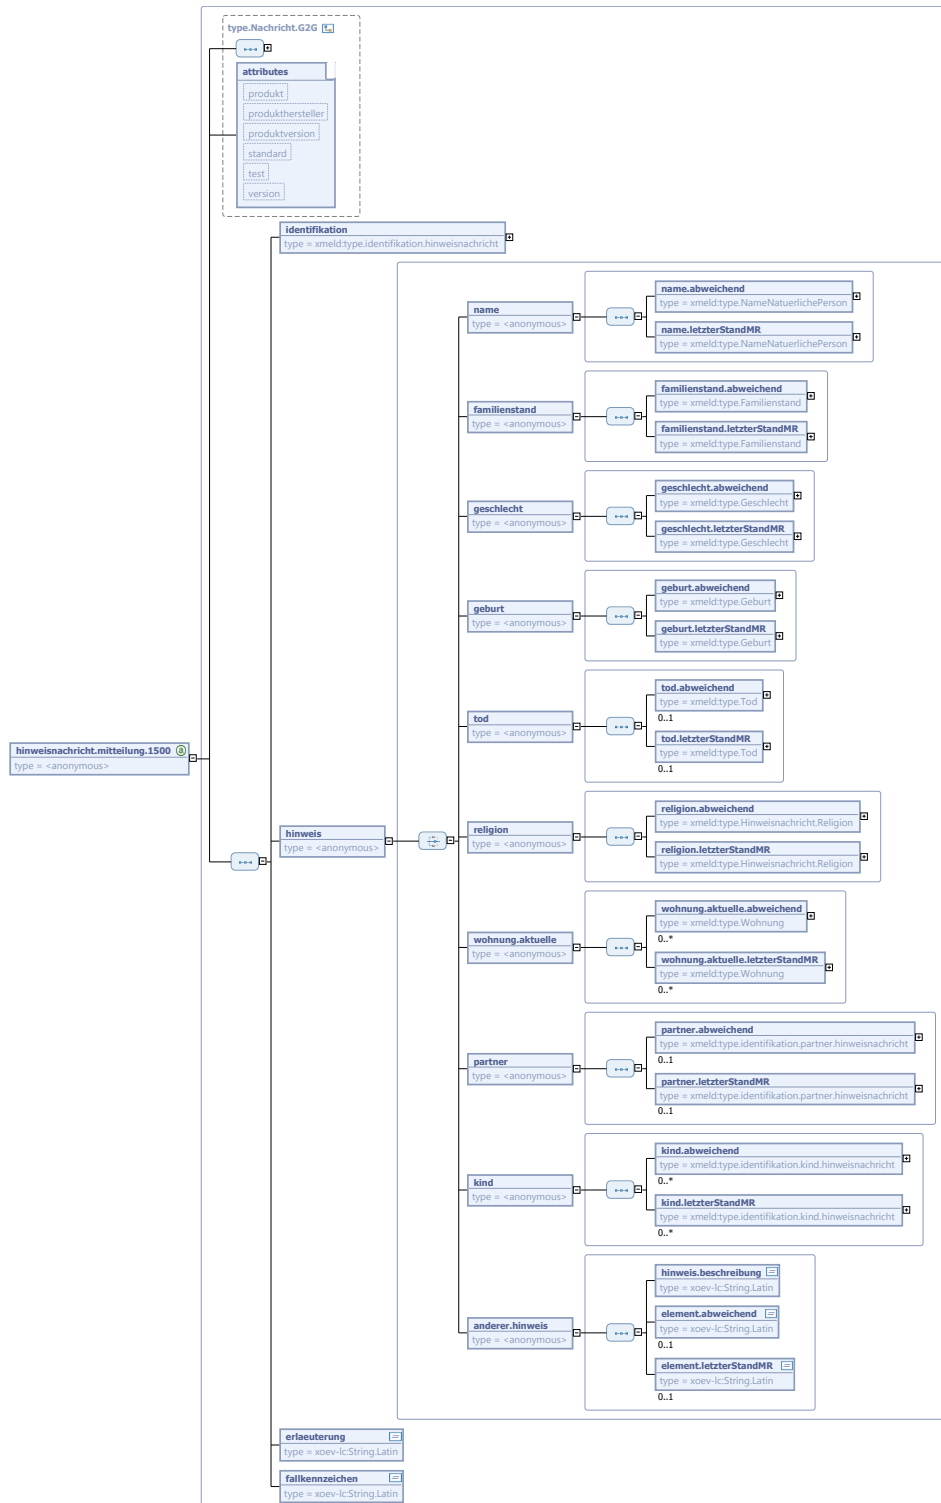 type.Nachricht.G2G
attributes
produkt
produkthersteller
produktversion
standard
test
version
identifikation
type = xmeld:type.identifikation.hinweisnachricht
name
type = <anonymous>
name.abweichend
type = xmeld:type.NameNatuerlichePerson
name.letzterStandMR
type = xmeld:type.NameNatuerlichePerson
familienstand
type = <anonymous>
familienstand.abweichend
type = xmeld:type.Familienstand
familienstand.letzterStandMR
type = xmeld:type.Familienstand
geschlecht
type = <anonymous>
geschlecht.abweichend
type = xmeld:type.Geschlecht
geschlecht.letzterStandMR
type = xmeld:type.Geschlecht
geburt
type = <anonymous>
geburt.abweichend
type = xmeld:type.Geburt
geburt.letzterStandMR
type = xmeld:type.Geburt
tod
type = <anonymous>
tod.abweichend
type = xmeld:type.Tod
0..1
tod.letzterStandMR
type = xmeld:type.Tod
0..1
hinweisnachricht.mitteilung.1500 a
type = <anonymous>
hinweis
type = <anonymous>
religion
type = <anonymous>
religion.abweichend
type = xmeld:type.Hinweisnachricht.Religion
religion.letzterStandMR
type = xmeld:type.Hinweisnachricht.Religion
wohnung.aktuelle
type = <anonymous>
wohnung.aktuelle.abweichend
type = xmeld:type.Wohnung
0..*
wohnung.aktuelle.letzterStandMR
type = xmeld:type.Wohnung
0..*
partner
type = <anonymous>
partner.abweichend
type = xmeld:type.identifikation.partner.hinweisnachricht
0..1
partner.letzterStandMR
type = xmeld:type.identifikation.partner.hinweisnachricht
0..1
kind
type = <anonymous>
kind.abweichend
type = xmeld:type.identifikation.kind.hinweisnachricht
0..*
kind.letzterStandMR
type = xmeld:type.identifikation.kind.hinweisnachricht
0..*
anderer.hinweis
type = <anonymous>
hinweis.beschreibung
type = xoev-lc:String.Latin
element.abweichend
type = xoev-lc:String.Latin
0..1
element.letzterStandMR
type = xoev-lc:String.Latin
0..1
erlaeuterung
type = xoev-lc:String.Latin
fallkennzeichen
type = xoev-lc:String.Latin